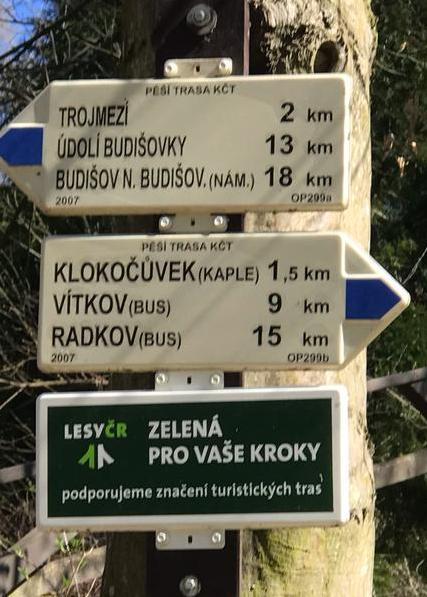 PĚŠÍ TRASA KČT
TROJMEZÍ 2 km
ÚDOLÍ BUDIŠOVKY 13 km
BUDIŠOV N. BUDIŠOV.(NÁM.) 18 km
2007 OP299a
PĚŠÍ TRASA KČT
KLOKOČŮVEK(KAPLE) 1,5 km
VÍTKOV(BUS) 9 km
RADKOV(BUS) 15 km
2007 OP299b
LESYČR ZELENÁ
PRO VAŠE KROKY
podporujeme značení turistických tras